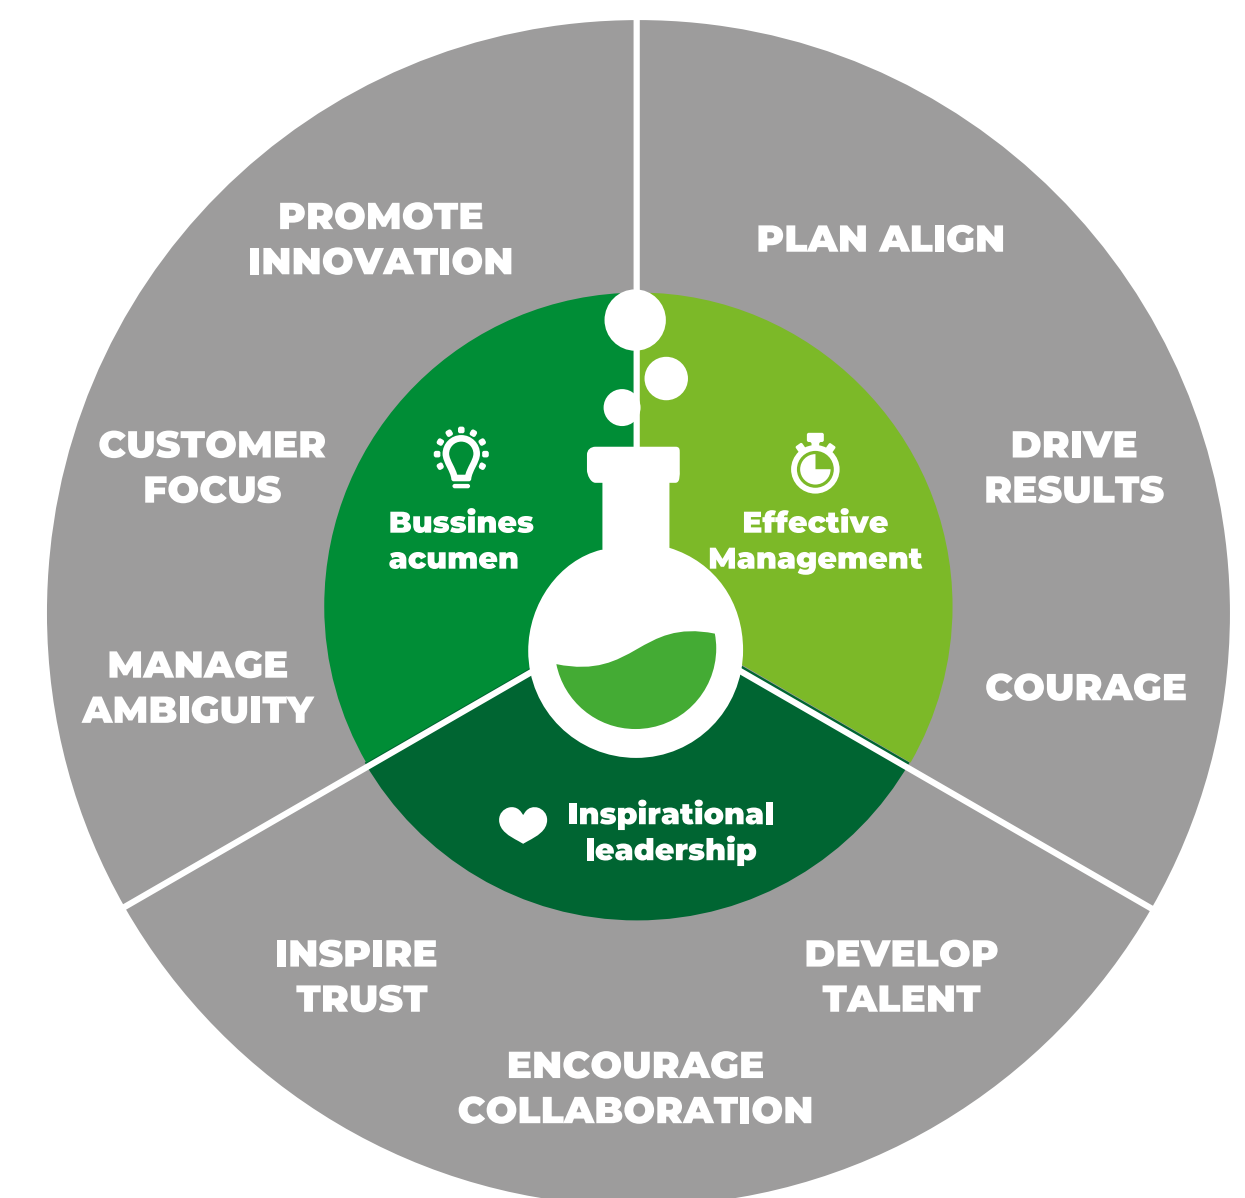 PROMOTE
INNOVATION
PLAN ALIGN
CUSTOMER
FOCUS
DRIVE
RESULTS
Bussines
acumen
Effective
Management
MANAGE
AMBIGUITY
COURAGE
Inspirational
leadership
INSPIRE
TRUST
DEVELOP
TALENT
ENCOURAGE
COLLABORATION